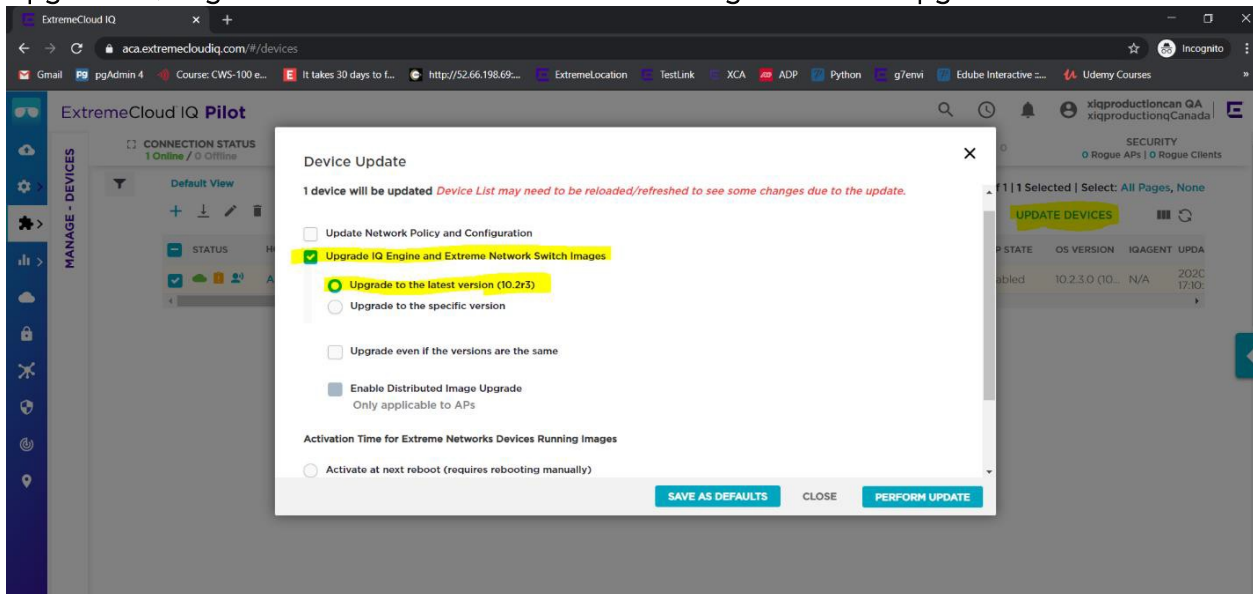 ExtremeCloud IQ
aca.extremecloudiq.com/#/devices
Incognito
Gmail
pgAdmin 4
Course: CWS-100 e...
It takes 30 days to f...
http://52.66.198.69:...
ExtremeLocation
TestLink
XCA
ADP
Python
g7envi
Edube Interactive ::...
Udemy Courses
»
ExtremeCloud IQ Pilot
xiqproductioncan QA
xiqproductionqCanada
MANAGE - DEVICES
CONNECTION STATUS
1 Online / 0 Offline
SECURITY
0 Rogue APs | 0 Rogue Clients
Default View
f 1 | 1 Selected | Select: All Pages, None
UPDATE DEVICES
STATUS
H
P STATE
OS VERSION
IQAGENT
UPDA
A
abled
10.2.3.0 (10...
N/A
2020
17:10:
Device Update
1 device will be updated Device List may need to be reloaded/refreshed to see some changes due to the update.
Update Network Policy and Configuration
Upgrade IQ Engine and Extreme Network Switch Images
Upgrade to the latest version (10.2r3)
Upgrade to the specific version
Upgrade even if the versions are the same
Enable Distributed Image Upgrade
Only applicable to APs
Activation Time for Extreme Networks Devices Running Images
Activate at next reboot (requires rebooting manually)
SAVE AS DEFAULTS
CLOSE
PERFORM UPDATE